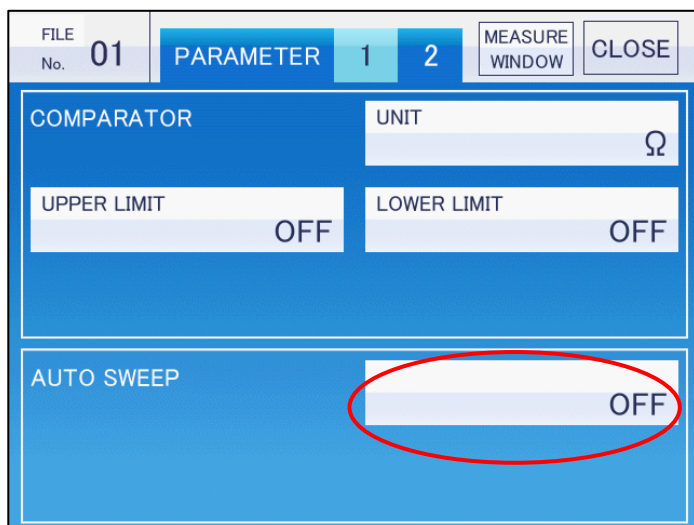 FILE No. 01 PARAMETER 1 2 MEASURE WINDOW CLOSE
COMPARATOR
UNIT
Ω
UPPER LIMIT
OFF
LOWER LIMIT
OFF
AUTO SWEEP
OFF